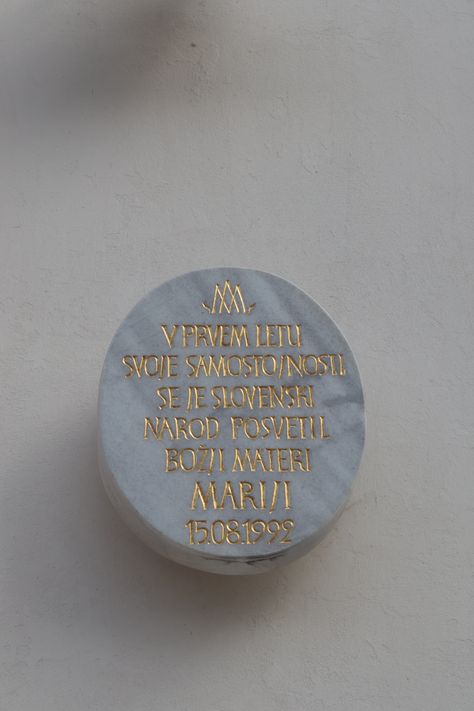 V PRVEM LETU
SVOJE SAMOSTOJNOSTI
SE JE SLOVENSKI
NAROD POSVETIL
BOŽJI MATERI
MARIJI
15.08.1992